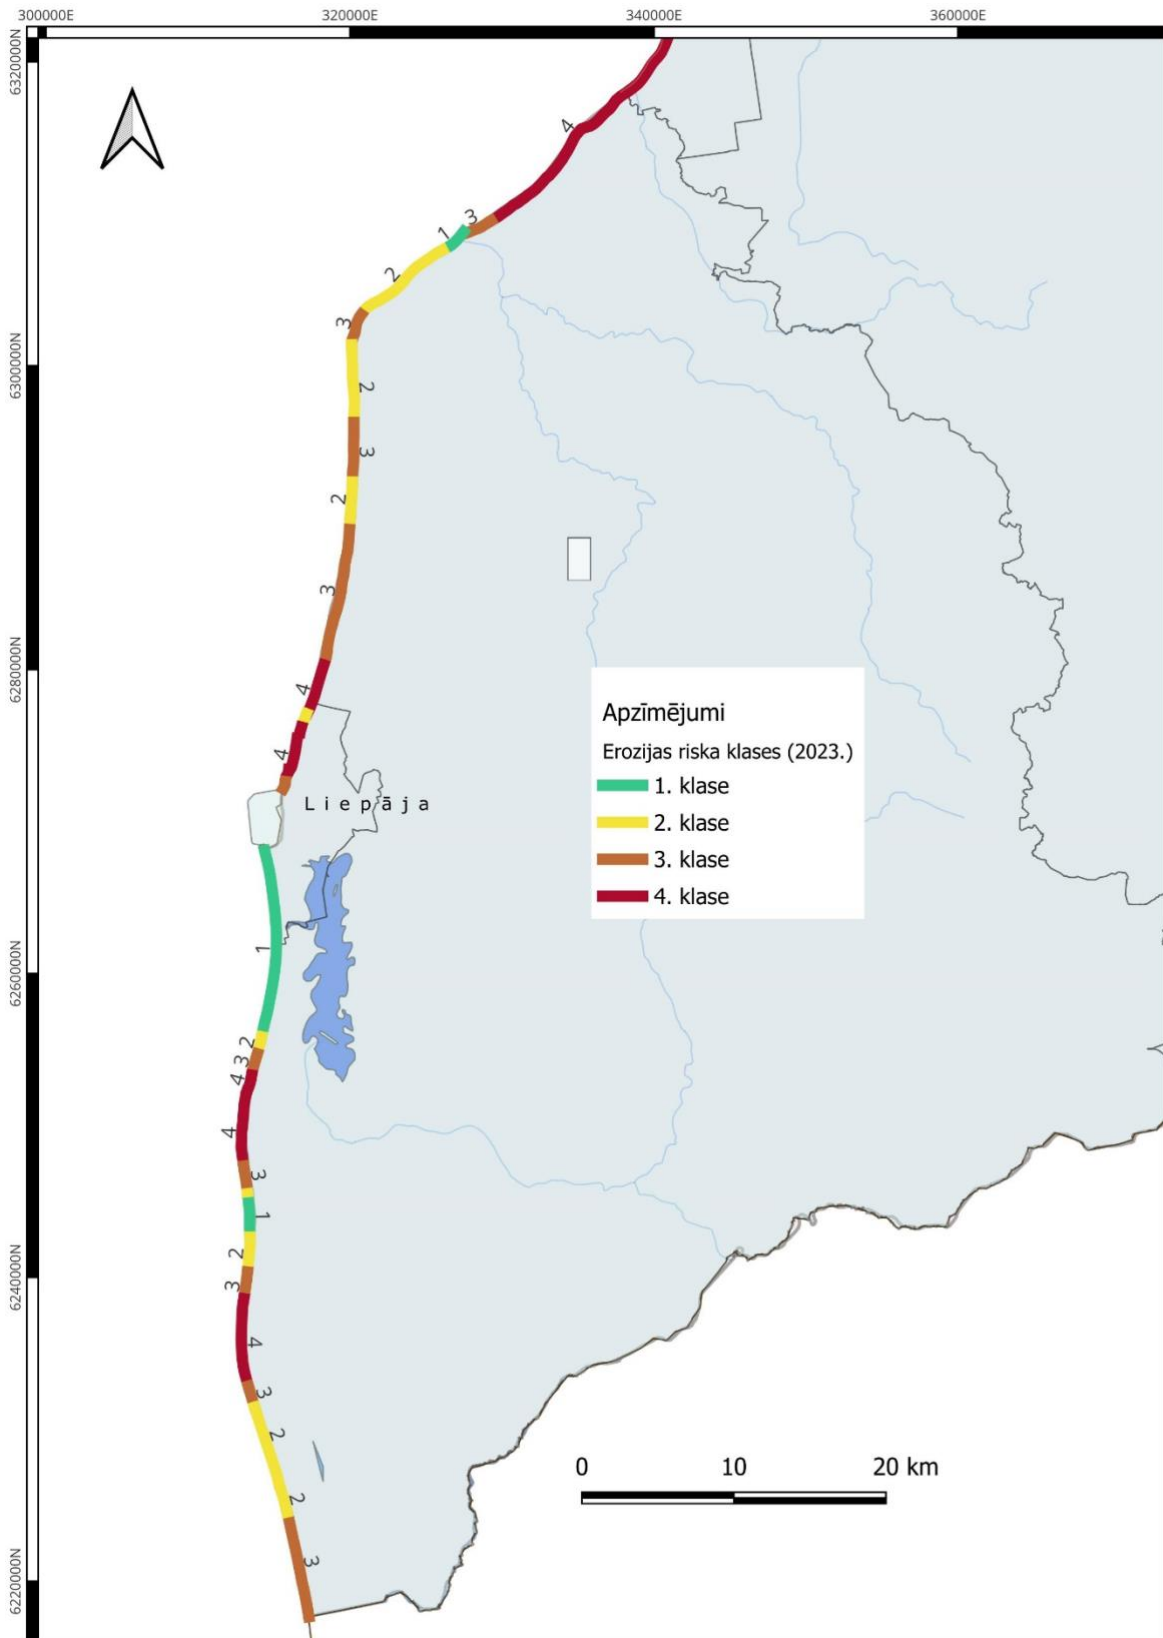 300000E 320000E 340000E 360000E
6320000N
4
3
1
2
3
6300000N
2
3
2
3
6280000N
4
4
Liepāja
Apzīmējumi
Erozijas riska klases (2023.)
1. klase
2. klase
3. klase
4. klase
1
6260000N
2
3
4
4
3
1
2
3
6240000N
4
3
2
2
3
6220000N
0 10 20 km